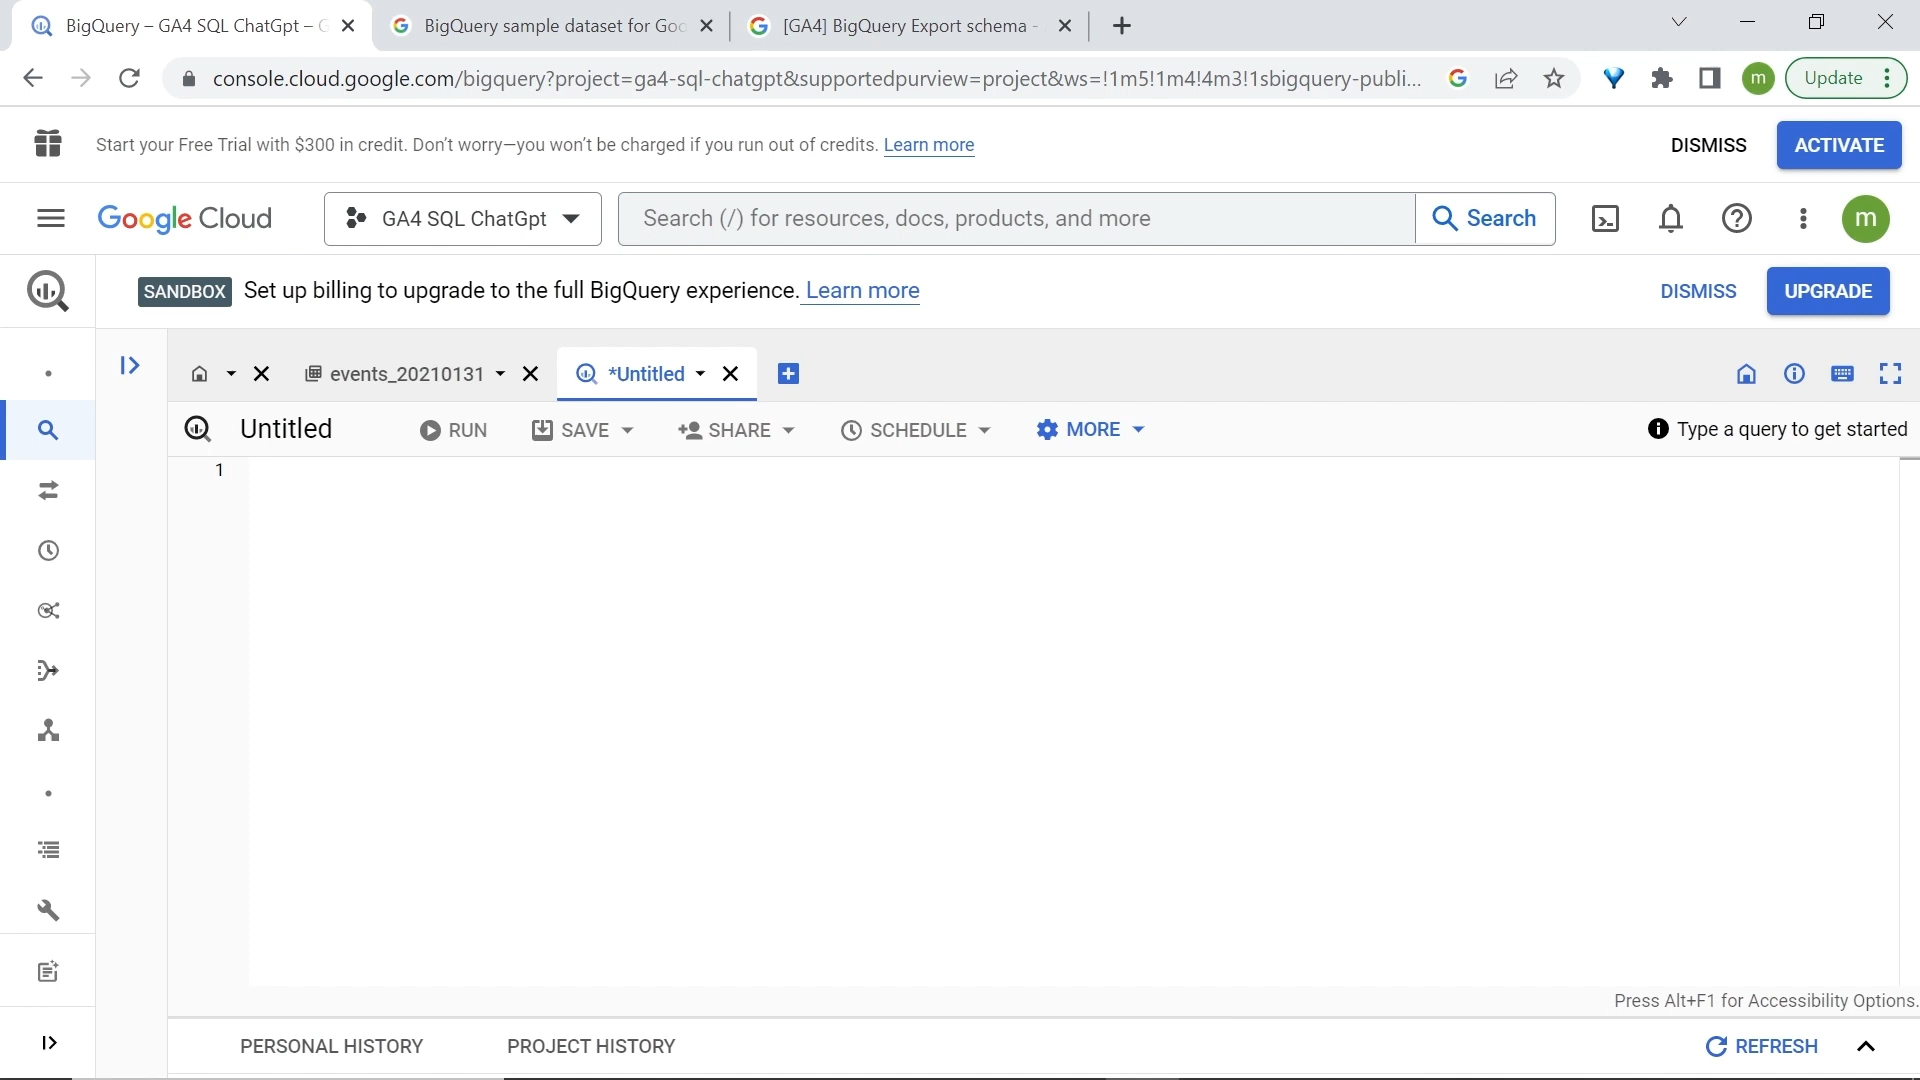 BigQuery – GA4 SQL ChatGpt – G
BigQuery sample dataset for Goo
[GA4] BigQuery Export schema -
console.cloud.google.com/bigquery?project=ga4-sql-chatgpt&supportedpurview=project&ws=!1m5!1m4!4m3!1sbigquery-publi...
m
Update
Start your Free Trial with $300 in credit. Don't worry—you won't be charged if you run out of credits. Learn more
DISMISS
ACTIVATE
Google Cloud
GA4 SQL ChatGpt
Search (/) for resources, docs, products, and more
Search
m
SANDBOX
Set up billing to upgrade to the full BigQuery experience. Learn more
DISMISS
UPGRADE
events_20210131
*Untitled
Untitled
RUN
SAVE
SHARE
SCHEDULE
MORE
Type a query to get started
1
Press Alt+F1 for Accessibility Options.
PERSONAL HISTORY
PROJECT HISTORY
REFRESH